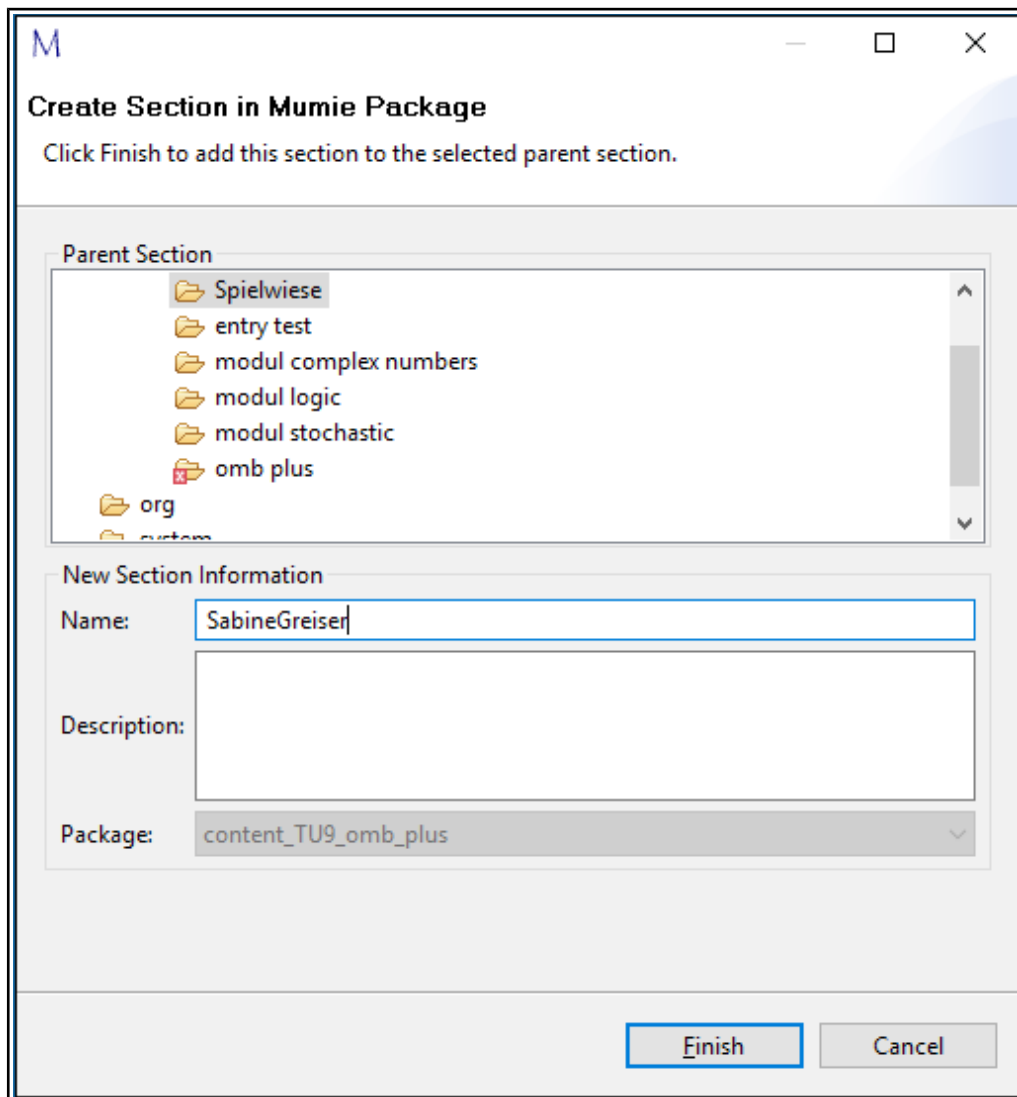 M
Create Section in Mumie Package
Click Finish to add this section to the selected parent section.
Parent Section
Spielwiese
entry test
modul complex numbers
modul logic
modul stochastic
omb plus
org
system
New Section Information
Name: SabineGreiser
Description:
Package: content_TU9_omb_plus
Finish Cancel